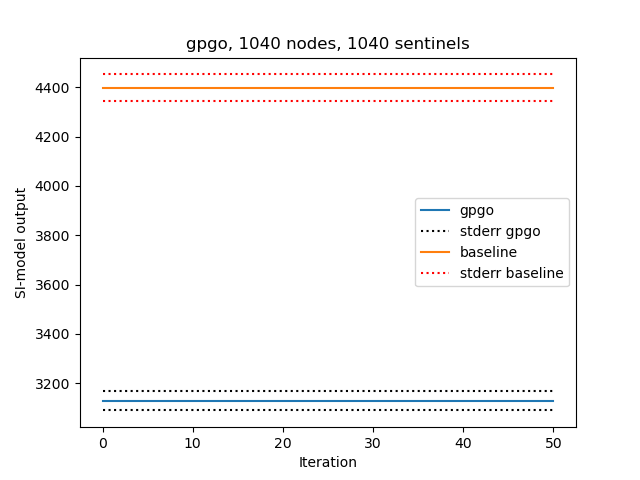 gpgo, 1040 nodes, 1040 sentinels
SI-model output
4400
4200
4000
3800
3600
3400
3200
gpgo
stderr gpgo
baseline
stderr baseline
0 10 20 30 40 50
Iteration